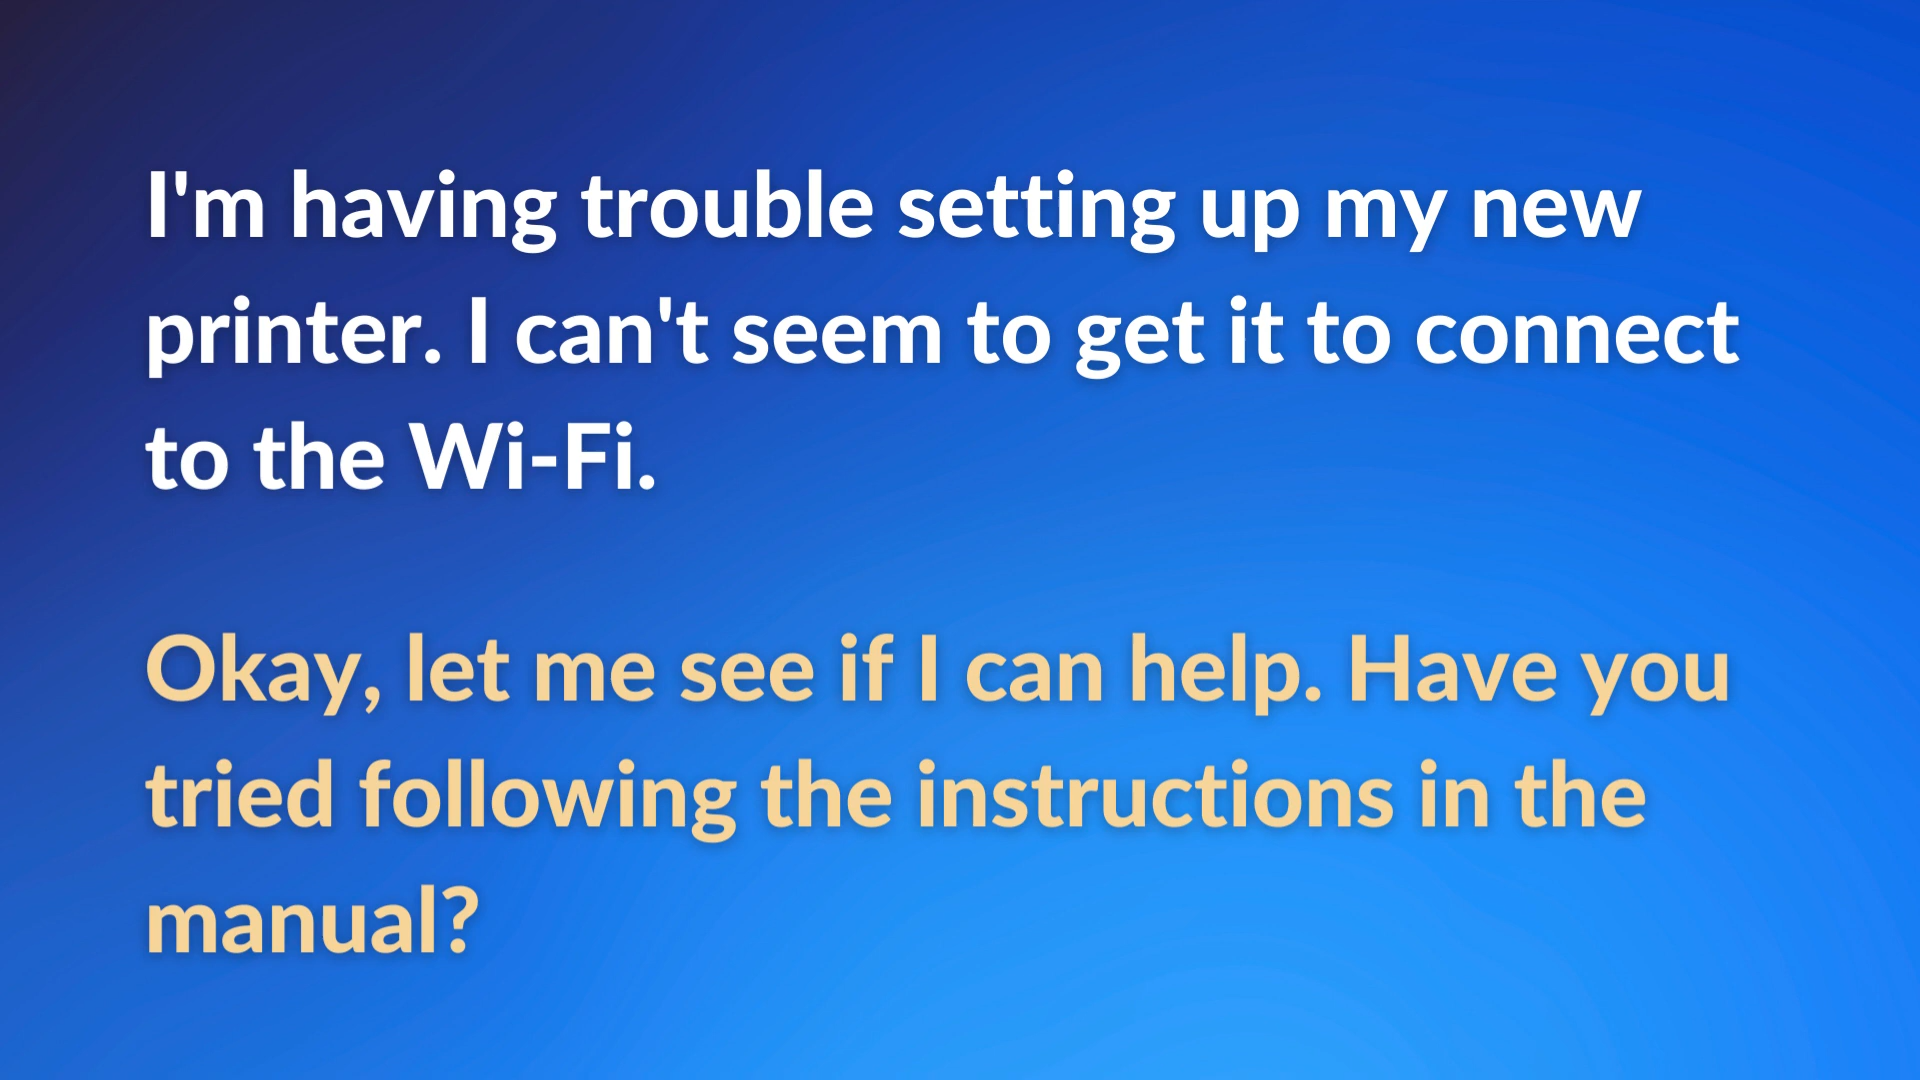 I'm having trouble setting up my new
printer. I can't seem to get it to connect
to the Wi-Fi.
Okay, let me see if I can help. Have you
tried following the instructions in the
manual?